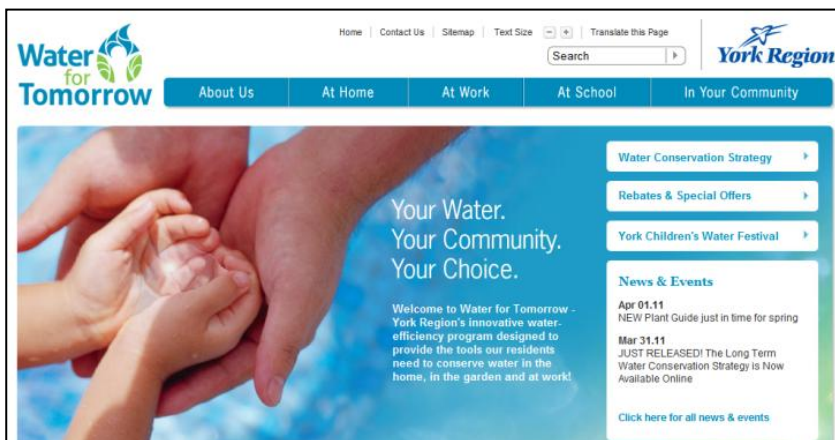 Home | Contact Us | Sitemap | Text Size - + | Translate this Page
Water
for
Tomorrow
Search
York Region
About Us | At Home | At Work | At School | In Your Community
Your Water.
Your Community.
Your Choice.
Welcome to Water for Tomorrow -
York Region's innovative water-
efficiency program designed to
provide the tools our residents
need to conserve water in the
home, in the garden and at work!
Water Conservation Strategy
Rebates & Special Offers
York Children's Water Festival
News & Events
Apr 01.11
NEW Plant Guide just in time for spring
Mar 31.11
JUST RELEASED! The Long Term
Water Conservation Strategy is Now
Available Online
Click here for all news & events